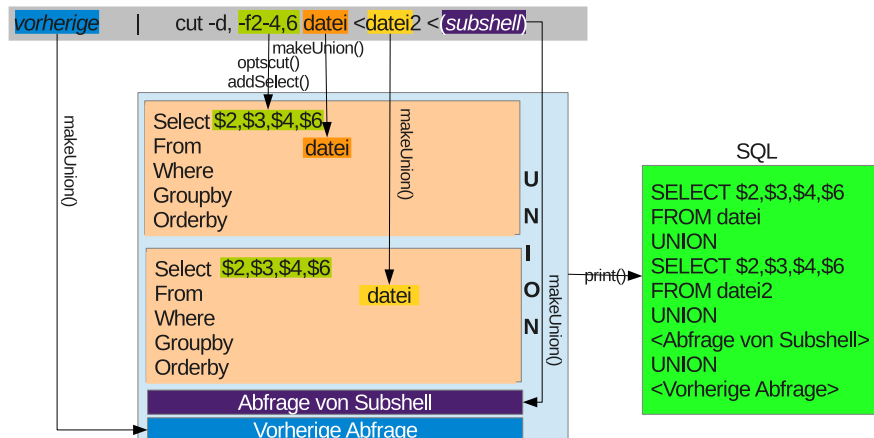 vorherige | cut -d, -f2-4,6 datei <datei2 <(subshell)
makeUnion()
optscut()
addSelect()
makeUnion()
makeUnion()
makeUnion()
Select $2,$3,$4,$6
From datei
Where
Groupby
Orderby
Select $2,$3,$4,$6
From datei
Where
Groupby
Orderby
UNION
Abfrage von Subshell
Vorherige Abfrage
print()
SQL
SELECT $2,$3,$4,$6
FROM datei
UNION
SELECT $2,$3,$4,$6
FROM datei2
UNION
<Abfrage von Subshell>
UNION
<Vorherige Abfrage>